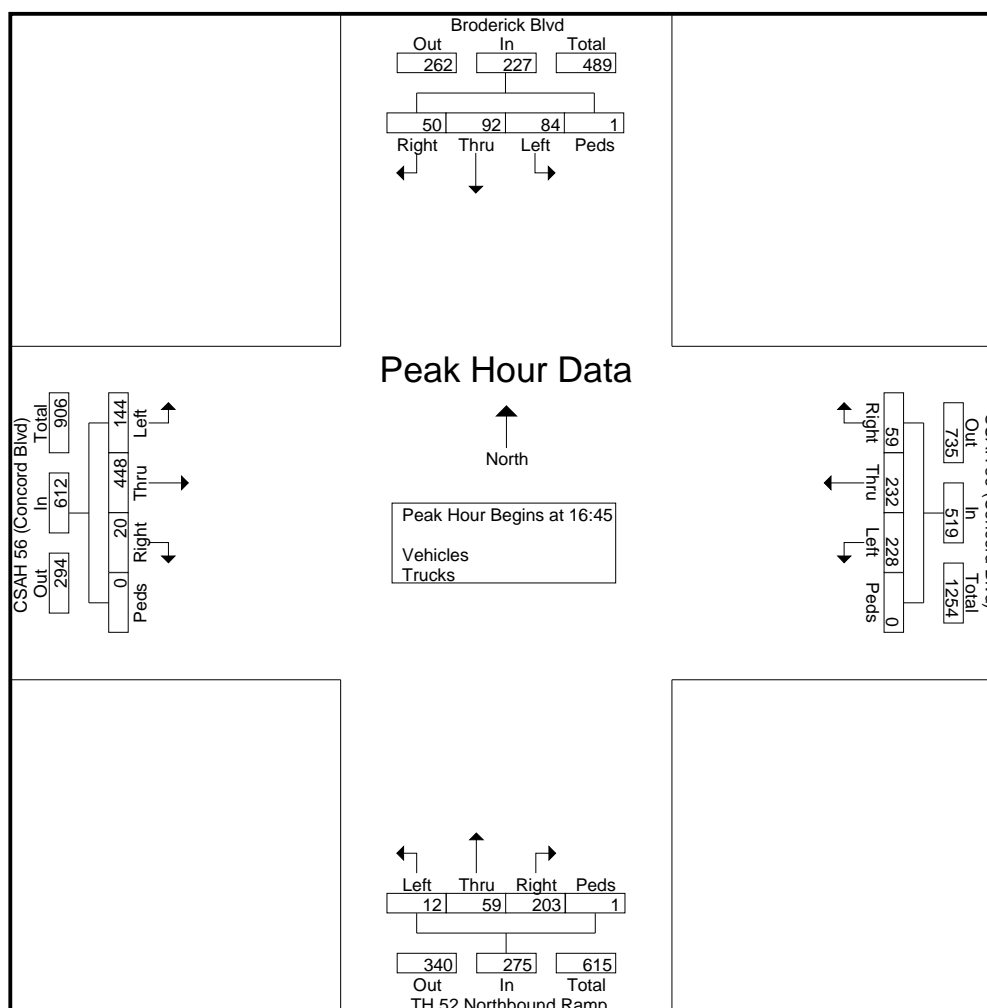 Broderick Blvd
Out In Total
262 227 489
50 92 84 1
Right Thru Left Peds
Peak Hour Data
North
Peak Hour Begins at 16:45
Vehicles
Trucks
CSAH 56 (Concord Blvd)
Out In Total
294 612 906
0 20 448 144
Peds Right Thru Left
Out In Total
735 519 1254
59 232 228 0
Right Thru Left Peds
Left Thru Right Peds
12 59 203 1
340 275 615
Out In Total
TH 52 Northbound Ramp